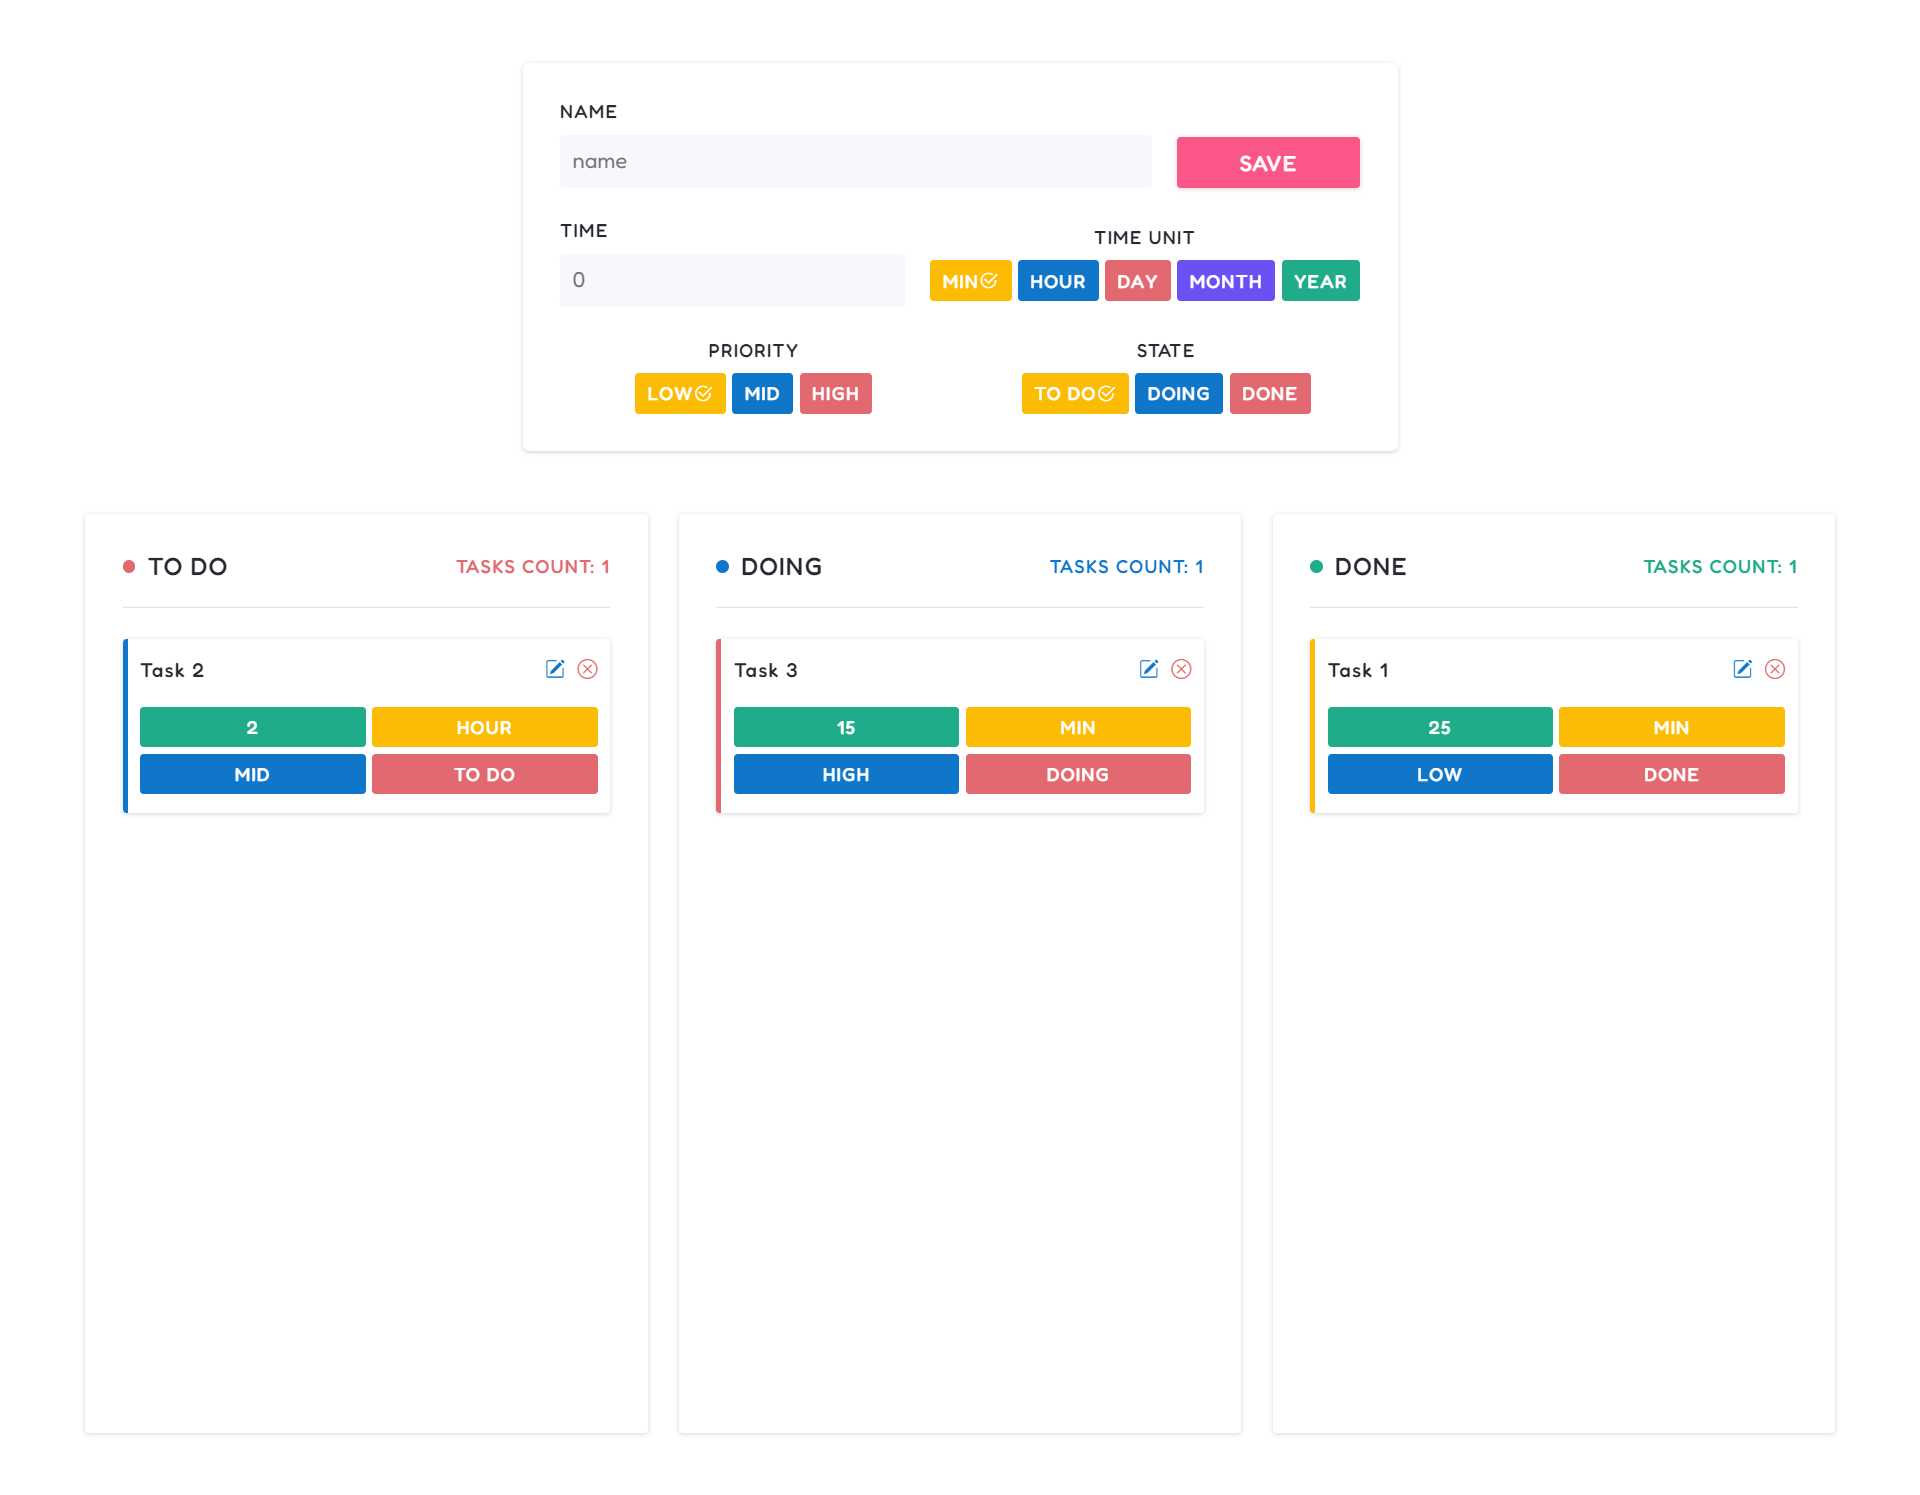 NAME
name
SAVE
TIME
0
TIME UNIT
MIN HOUR DAY MONTH YEAR
PRIORITY
LOW MID HIGH
STATE
TO DO DOING DONE
TO DO TASKS COUNT: 1
Task 2
2 HOUR
MID TO DO
DOING TASKS COUNT: 1
Task 3
15 MIN
HIGH DOING
DONE TASKS COUNT: 1
Task 1
25 MIN
LOW DONE